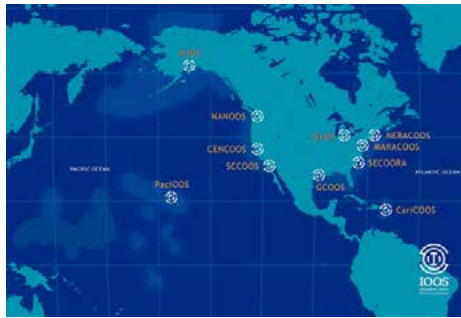 AOOS
NANOOS
GLOS
NERACOOS
MARACOOS
CENCOOS
SECOORA
SCCOOS
PACIFIC OCEAN
ATLANTIC OCEAN
GCOOS
PacIOOS
CariCOOS
IOOS